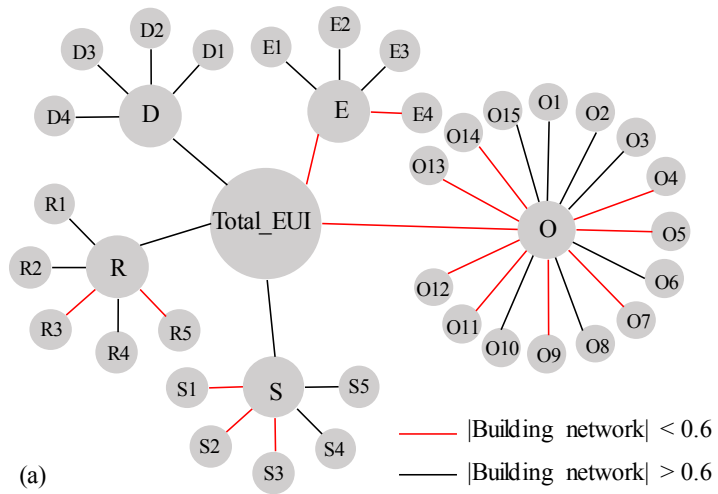 D2
D3
D1
D4
D
E2
E1
E3
E
E4
O1
O15
O2
O14
O3
O13
O4
O
O5
O12
O6
O11
O7
O10
O9
O8
Total_EUI
R1
R2
R
R3
R4
R5
S1
S
S5
S2
S4
S3
|Building network| < 0.6
|Building network| > 0.6
(a)